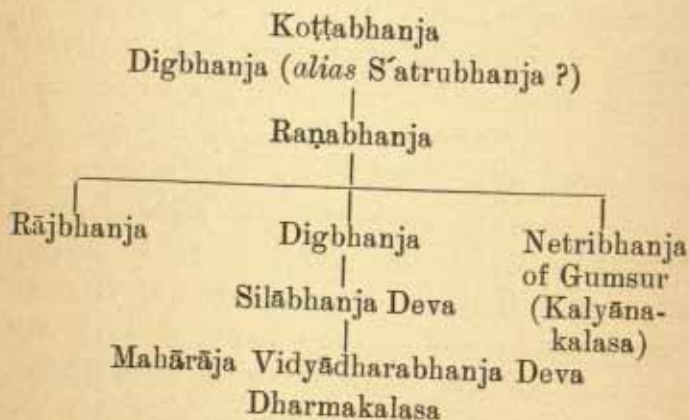 Koṭṭabhanja
Digbhanja (alias S´atrubhanja ?)
Raṇabhanja
Rājbhanja
Digbhanja
Silābhanja Deva
Netribhanja
of Gumsur
(Kalyāna-
kalasa)
Mahārāja Vidyādharabhanja Deva
Dharmakalasa